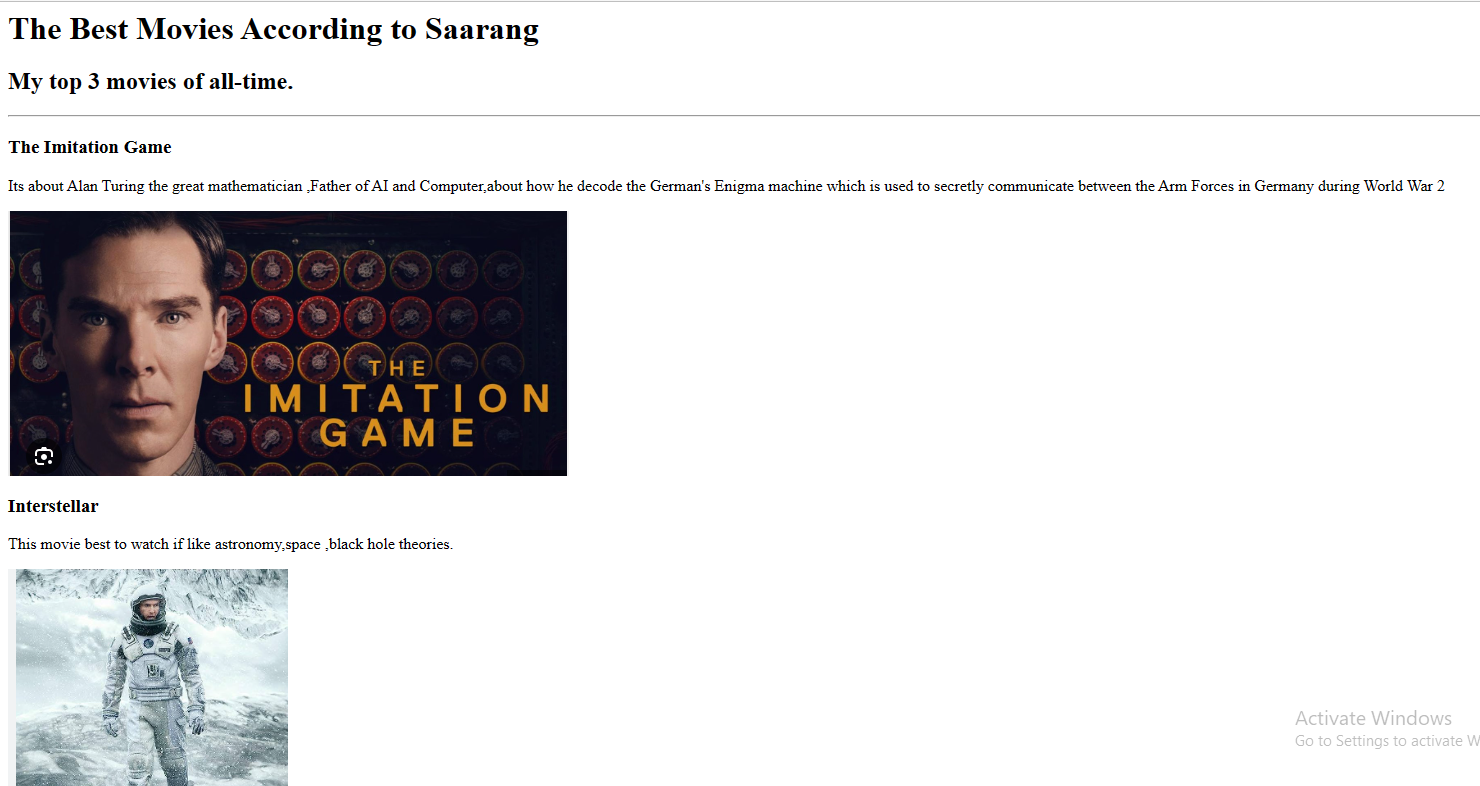 The Best Movies According to Saarang
My top 3 movies of all-time.
The Imitation Game
Its about Alan Turing the great mathematician ,Father of AI and Computer,about how he decode the German's Enigma machine which is used to secretly communicate between the Arm Forces in Germany during World War 2
THE
IMITATION
GAME
Interstellar
This movie best to watch if like astronomy,space ,black hole theories.
Activate Windows
Go to Settings to activate W